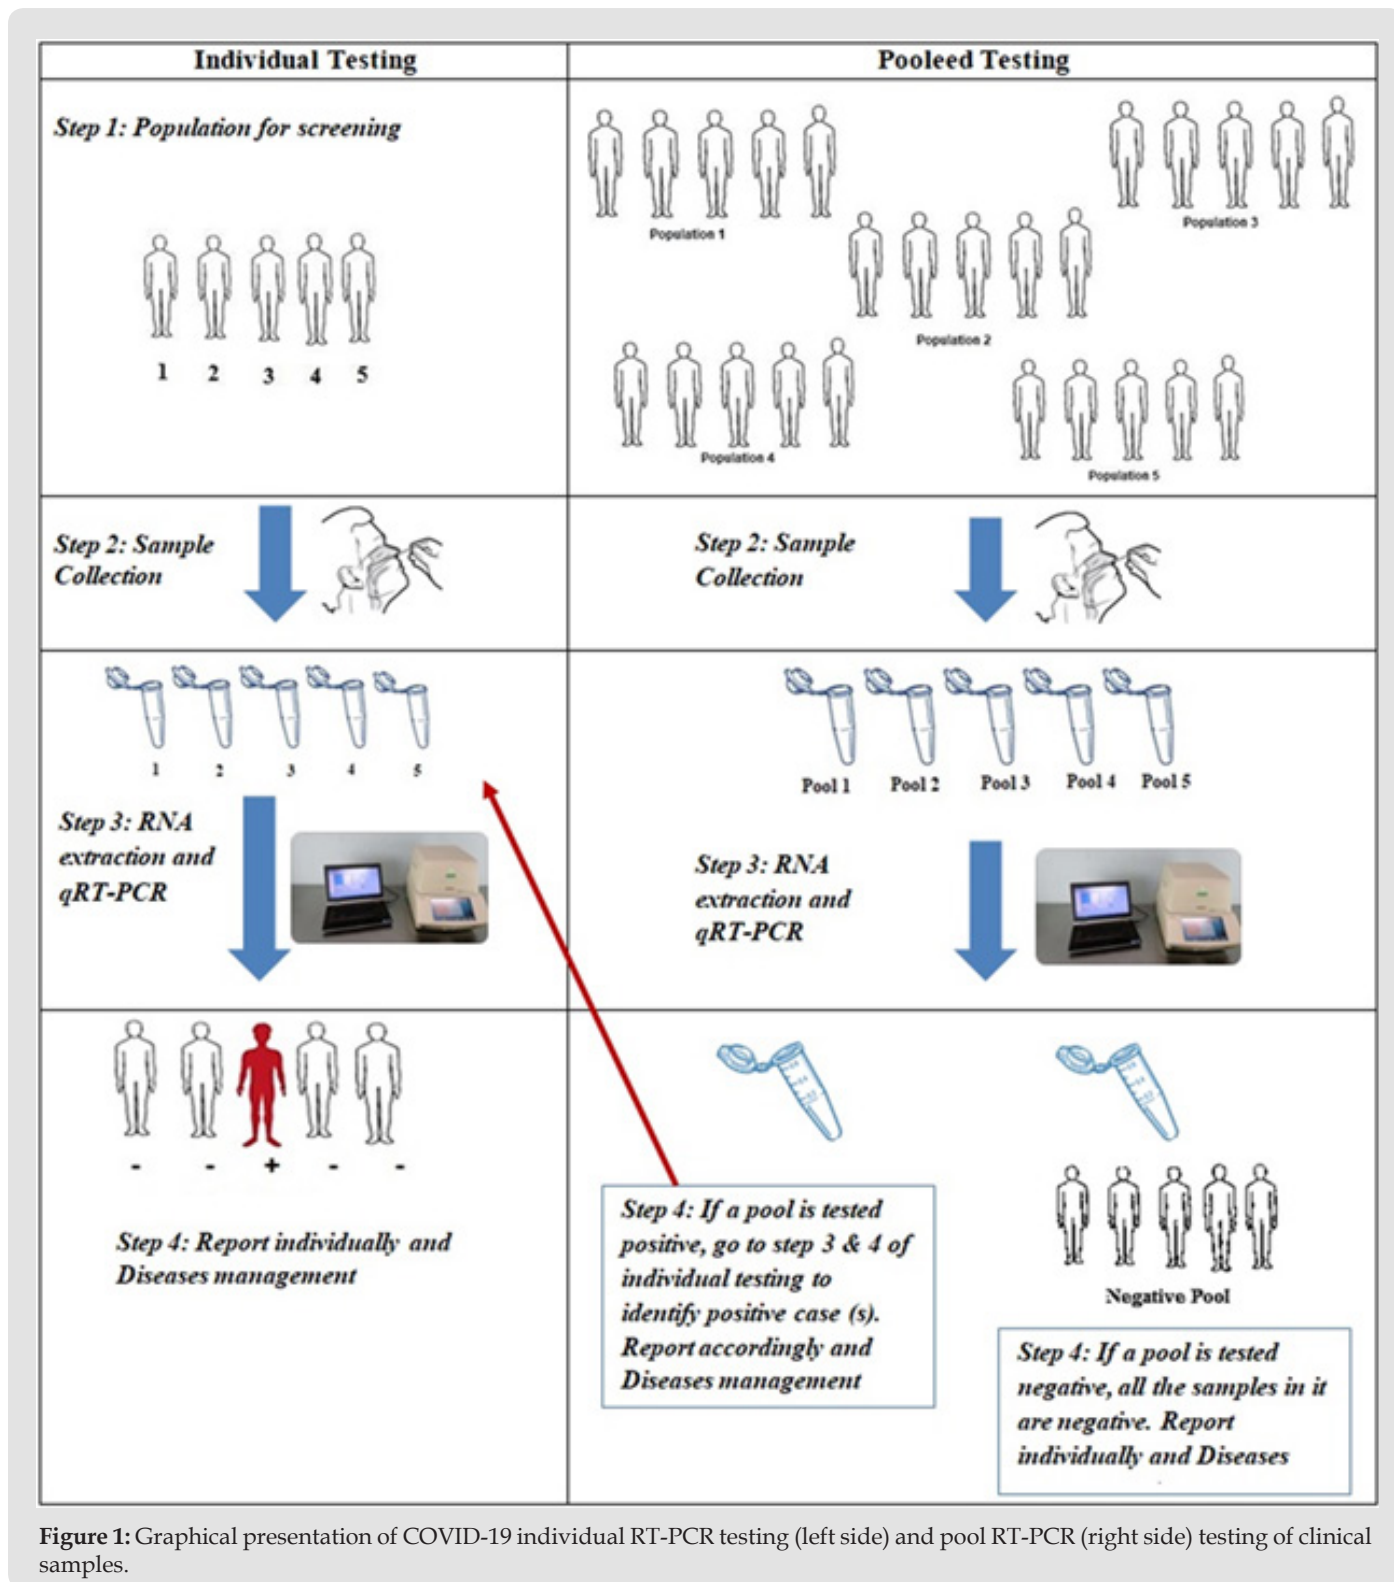 Individual Testing
Pooleed Testing
Step 1: Population for screening
1 2 3 4 5
Population 1
Population 3
Population 2
Population 4
Population 5
Step 2: Sample
Collection
Step 2: Sample
Collection
1 2 3 4 5
Step 3: RNA
extraction and
qRT-PCR
Pool 1 Pool 2 Pool 3 Pool 4 Pool 5
Step 3: RNA
extraction and
qRT-PCR
- - + - -
Step 4: Report individually and
Diseases management
Step 4: If a pool is tested
positive, go to step 3 & 4 of
individual testing to
identify positive case (s).
Report accordingly and
Diseases management
Negative Pool
Step 4: If a pool is tested
negative, all the samples in it
are negative. Report
individually and Diseases
Figure 1: Graphical presentation of COVID-19 individual RT-PCR testing (left side) and pool RT-PCR (right side) testing of clinical
samples.